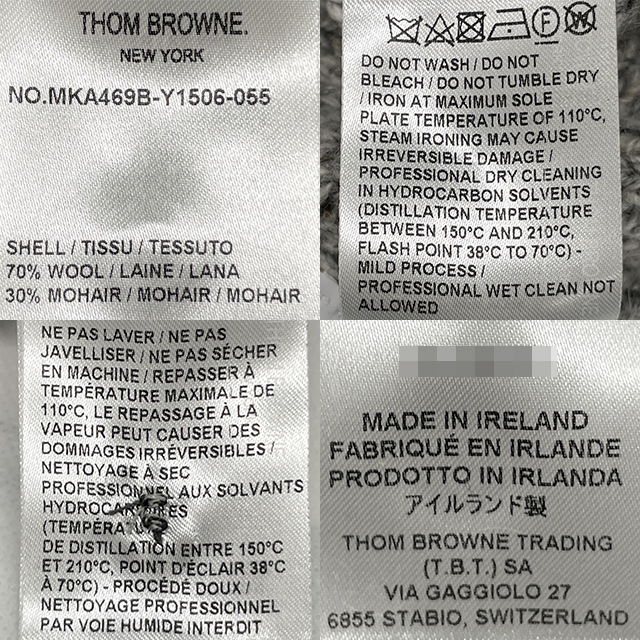 THOM BROWNE.
NEW YORK
NO.MKA469B-Y1506-055
SHELL / TISSU / TESSUTO
70% WOOL / LAINE / LANA
30% MOHAIR / MOHAIR / MOHAIR
F
W
DO NOT WASH / DO NOT
BLEACH / DO NOT TUMBLE DRY
/ IRON AT MAXIMUM SOLE
PLATE TEMPERATURE OF 110°C,
STEAM IRONING MAY CAUSE
IRREVERSIBLE DAMAGE /
PROFESSIONAL DRY CLEANING
IN HYDROCARBON SOLVENTS
(DISTILLATION TEMPERATURE
BETWEEN 150°C AND 210°C,
FLASH POINT 38°C TO 70°C) -
MILD PROCESS /
PROFESSIONAL WET CLEAN NOT
ALLOWED
NE PAS LAVER / NE PAS
JAVELLISER / NE PAS SÉCHER
EN MACHINE / REPASSER À
TEMPÉRATURE MAXIMALE DE
110°C, LE REPASSAGE À LA
VAPEUR PEUT CAUSER DES
DOMMAGES IRRÉVERSIBLES /
NETTOYAGE À SEC
PROFESSIONNEL AUX SOLVANTS
HYDROCARBURES
(TEMPÉRATURE
DE DISTILLATION ENTRE 150°C
ET 210°C, POINT D'ÉCLAIR 38°C
À 70°C) - PROCÉDÉ DOUX /
NETTOYAGE PROFESSIONNEL
PAR VOIE HUMIDE INTERDIT
MADE IN IRELAND
FABRIQUÉ EN IRLANDE
PRODOTTO IN IRLANDA
アイルランド製
THOM BROWNE TRADING
(T.B.T.) SA
VIA GAGGIOLO 27
6855 STABIO, SWITZERLAND